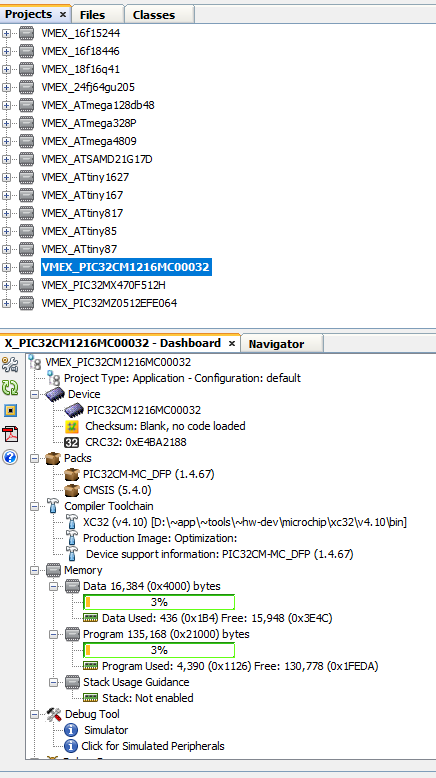 Projects × Files Classes
VMEX_16f15244
VMEX_16f18446
VMEX_18f16q41
VMEX_24fj64gu205
VMEX_ATmega128db48
VMEX_ATmega328P
VMEX_ATmega4809
VMEX_ATSAMD21G17D
VMEX_ATtiny1627
VMEX_ATtiny167
VMEX_ATtiny817
VMEX_ATtiny85
VMEX_ATtiny87
VMEX_PIC32CM1216MC00032
VMEX_PIC32MX470F512H
VMEX_PIC32MZ0512EFE064
X_PIC32CM1216MC00032 - Dashboard × Navigator
VMEX_PIC32CM1216MC00032
Project Type: Application - Configuration: default
Device
PIC32CM1216MC00032
Checksum: Blank, no code loaded
32 CRC32: 0xE4BA2188
Packs
PIC32CM-MC_DFP (1.4.67)
CMSIS (5.4.0)
Compiler Toolchain
XC32 (v4.10) [D:\~app\~tools\~hw-dev\microchip\xc32\v4.10\bin]
Production Image: Optimization:
Device support information: PIC32CM-MC_DFP (1.4.67)
Memory
Data 16,384 (0x4000) bytes
3%
Data Used: 436 (0x1B4) Free: 15,948 (0x3E4C)
Program 135,168 (0x21000) bytes
3%
Program Used: 4,390 (0x1126) Free: 130,778 (0x1FEDA)
Stack Usage Guidance
Stack: Not enabled
Debug Tool
Simulator
Click for Simulated Peripherals